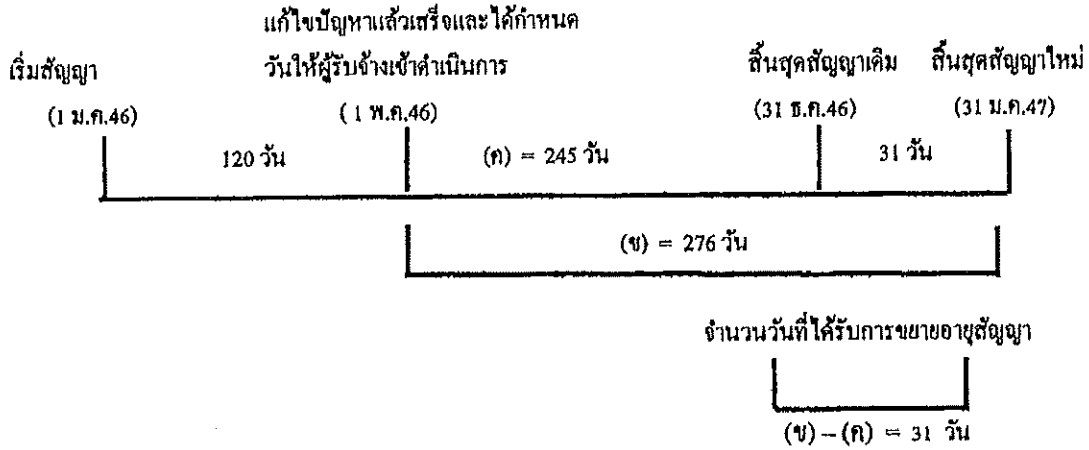 แก้ไขปัญหาแล้วเสร็จและได้กำหนด
เริ่มสัญญา วันให้ผู้รับจ้างเข้าดำเนินการ สิ้นสุดสัญญาเดิม สิ้นสุดสัญญาใหม่
(1 ม.ค.46) ( 1 พ.ค.46) (31 ธ.ค.46) (31 ม.ค.47)
120 วัน (ค) = 245 วัน 31 วัน
(ข) = 276 วัน
จำนวนวันที่ได้รับการขยายอายุสัญญา
(ข) – (ค) = 31 วัน